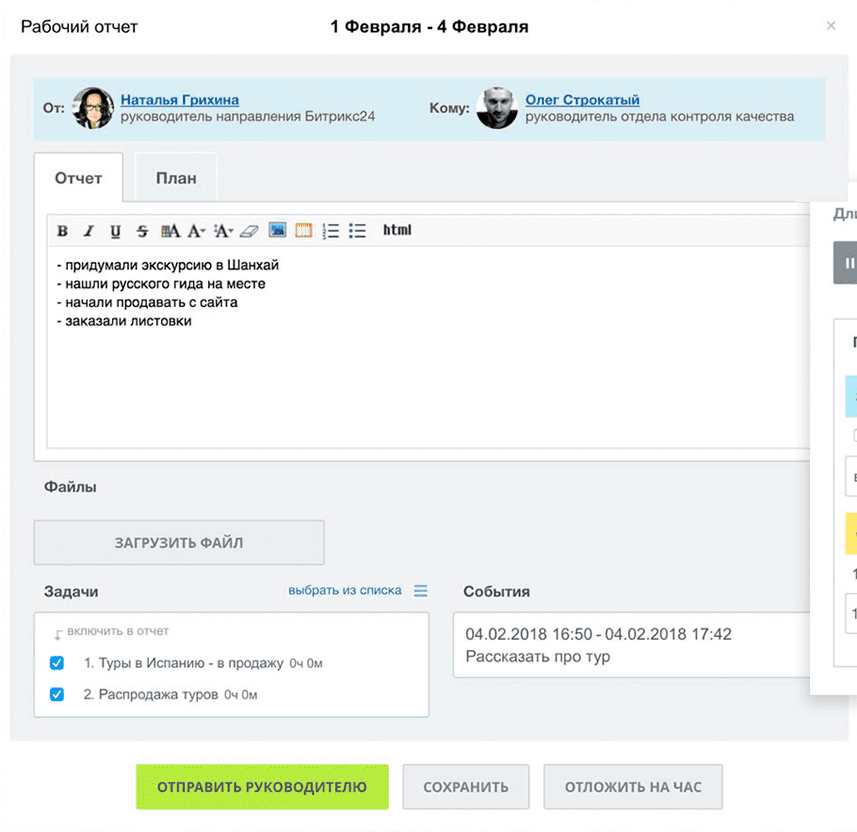 Рабочий отчет
1 Февраля - 4 Февраля
От:
Наталья Грихина
руководитель направления Битрикс24
Кому:
Олег Строкатый
руководитель отдела контроля качества
Отчет
План
html
- придумали экскурсию в Шанхай
- нашли русского гида на месте
- начали продавать с сайта
- заказали листовки
Файлы
ЗАГРУЗИТЬ ФАЙЛ
Задачи
выбрать из списка
События
включить в отчет
1. Туры в Испанию - в продажу 0ч 0м
2. Распродажа туров 0ч 0м
04.02.2018 16:50 - 04.02.2018 17:42
Рассказать про тур
ОТПРАВИТЬ РУКОВОДИТЕЛЮ
СОХРАНИТЬ
ОТЛОЖИТЬ НА ЧАС